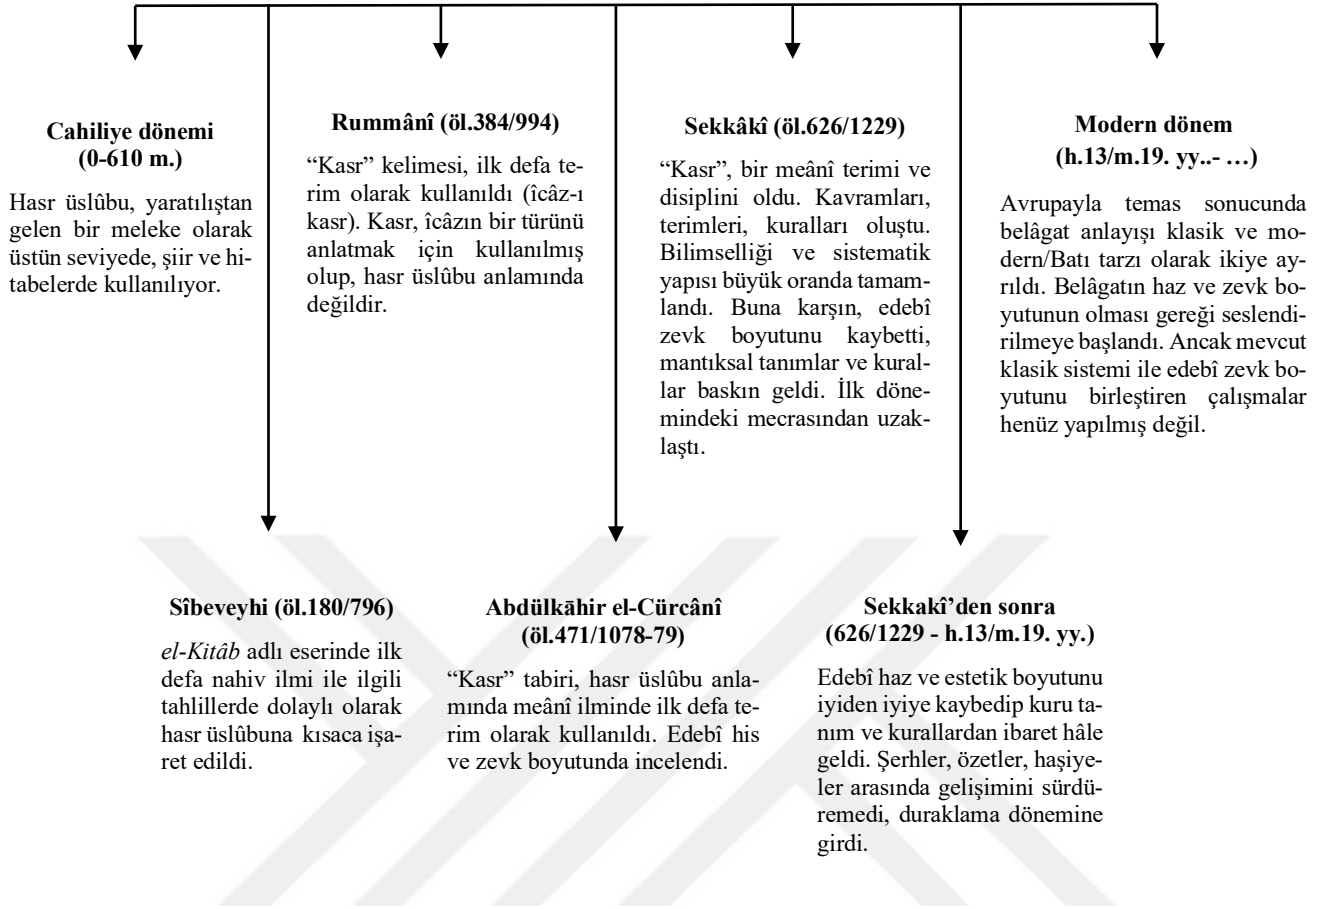 Cahiliye dönemi
(0-610 m.)
Hasr üslûbu, yaratılıştan
gelen bir meleke olarak
üstün seviyede, şiir ve hi-
tabelerde kullanılıyor.
Rummânî (öl.384/994)
“Kasr” kelimesi, ilk defa te-
rim olarak kullanıldı (îcâz-ı
kasr). Kasr, îcâzın bir türünü
anlatmak için kullanılmış
olup, hasr üslûbu anlamında
değildir.
Sekkâkî (öl.626/1229)
“Kasr”, bir meânî terimi ve
disiplini oldu. Kavramları,
terimleri, kuralları oluştu.
Bilimselliği ve sistematik
yapısı büyük oranda tamam-
landı. Buna karşın, edebî
zevk boyutunu kaybetti,
mantıksal tanımlar ve kural-
lar baskın geldi. İlk döne-
mindeki mecrasından uzak-
laştı.
Modern dönem
(h.13/m.19. yy..- …)
Avrupayla temas sonucunda
belâgat anlayışı klasik ve mo-
dern/Batı tarzı olarak ikiye ay-
rıldı. Belâgatın haz ve zevk bo-
yutunun olması gereği seslendi-
rilmeye başlandı. Ancak mevcut
klasik sistemi ile edebî zevk bo-
yutunu birleştiren çalışmalar
henüz yapılmış değil.
Sîbeveyhi (öl.180/796)
el-Kitâb adlı eserinde ilk
defa nahiv ilmi ile ilgili
tahlillerde dolaylı olarak
hasr üslûbuna kısaca işa-
ret edildi.
Abdülkāhir el-Cürcânî
(öl.471/1078-79)
“Kasr” tabiri, hasr üslûbu anla-
mında meânî ilminde ilk defa te-
rim olarak kullanıldı. Edebî his
ve zevk boyutunda incelendi.
Sekkakî’den sonra
(626/1229 - h.13/m.19. yy.)
Edebî haz ve estetik boyutunu
iyiden iyiye kaybedip kuru ta-
nım ve kurallardan ibaret hâle
geldi. Şerhler, özetler, haşiye-
ler arasında gelişimini sürdü-
remedi, duraklama dönemine
girdi.